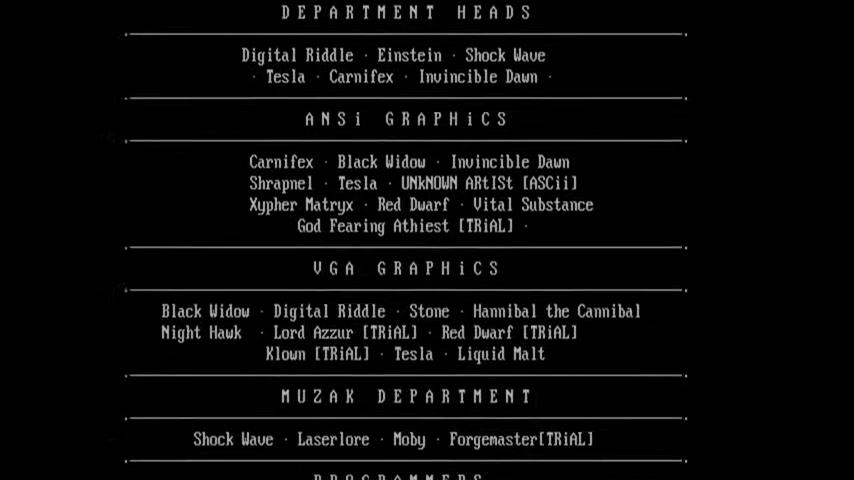 DEPARTMENT HEADS
Digital Riddle · Einstein · Shock Wave
· Tesla · Carnifex · Invincible Dawn ·
ANSi GRAPHiCS
Carnifex · Black Widow · Invincible Dawn
Shrapnel · Tesla · UNkNOWN ARtISt [ASCii]
Xypher Matryx · Red Dwarf · Vital Substance
God Fearing Athiest [TRiAL] ·
VGA GRAPHiCS
Black Widow · Digital Riddle · Stone · Hannibal the Cannibal
Night Hawk · Lord Azzur [TRiAL] · Red Dwarf [TRiAL]
Klown [TRiAL] · Tesla · Liquid Malt
MUZAK DEPARTMENT
Shock Wave · Laserlore · Moby · Forgemaster[TRiAL]
PROGRAMMERS